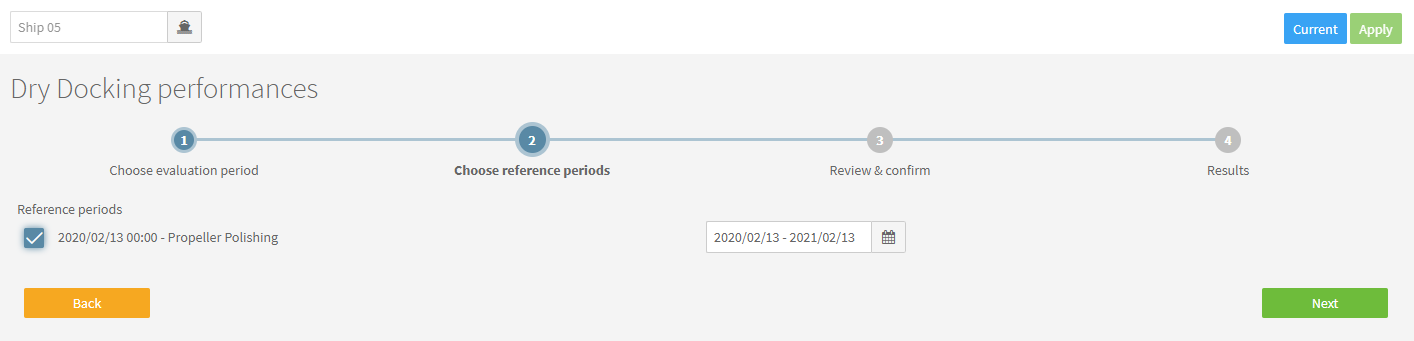 Ship 05
Current
Apply
Dry Docking performances
1
2
3
4
Choose evaluation period
Choose reference periods
Review & confirm
Results
Reference periods
2020/02/13 00:00 - Propeller Polishing
2020/02/13 - 2021/02/13
Back
Next